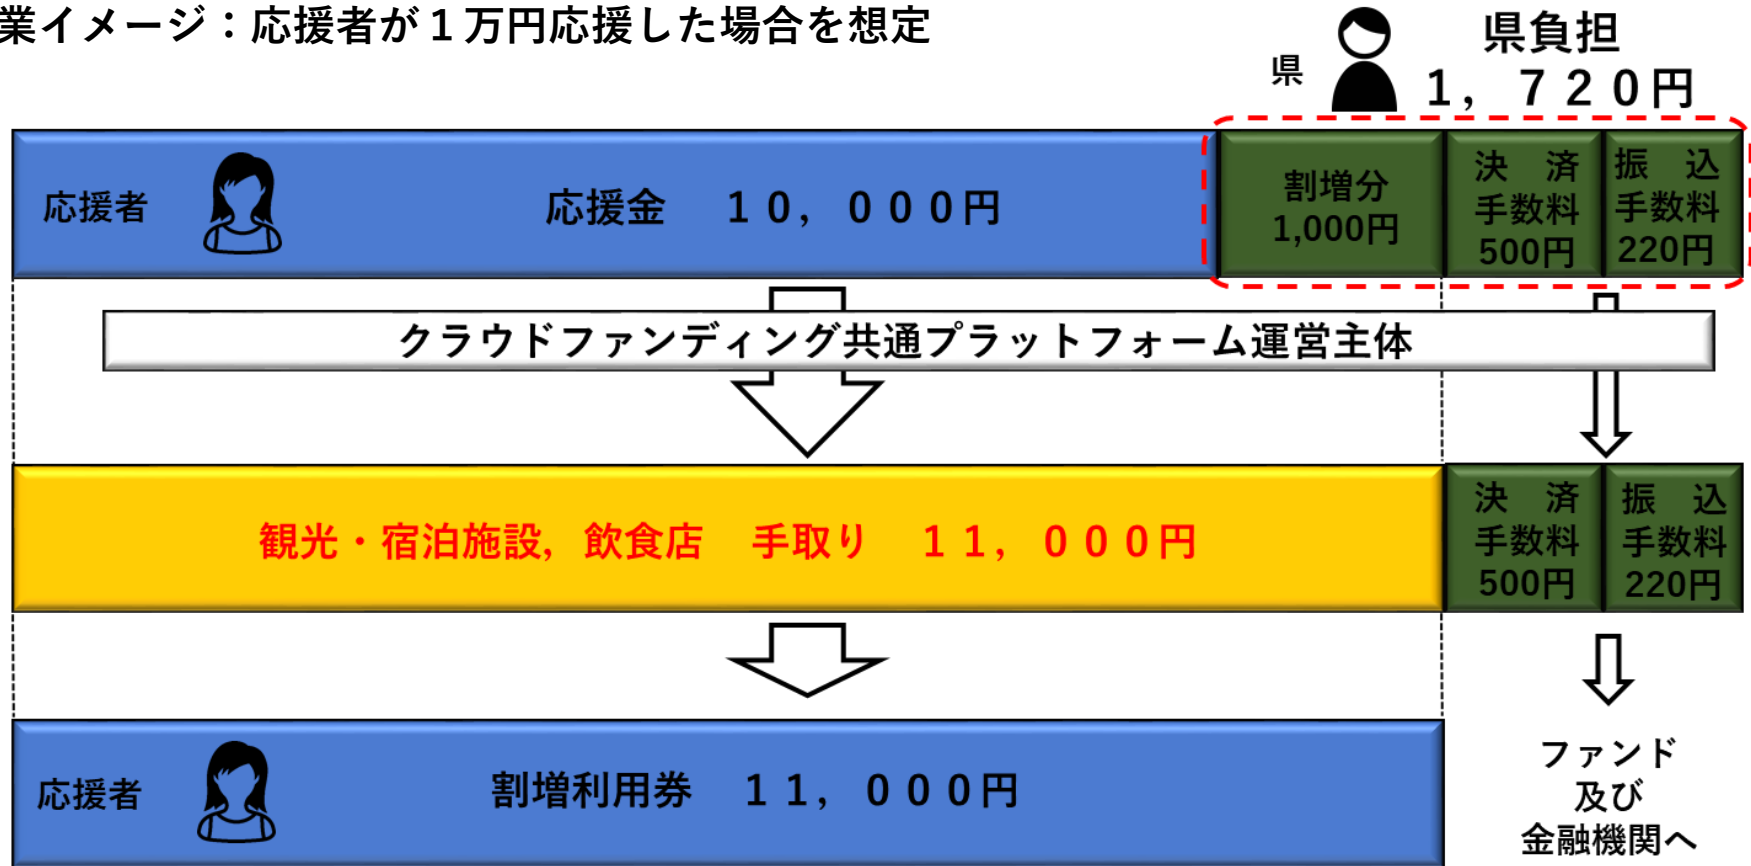 業イメージ：応援者が１万円応援した場合を想定
県
県負担
１，７２０円
応援者
応援金　１０，０００円
割増分
1,000円
決　済
手数料
500円
振　込
手数料
220円
クラウドファンディング共通プラットフォーム運営主体
観光・宿泊施設，飲食店　手取り　１１，０００円
決　済
手数料
500円
振　込
手数料
220円
応援者
割増利用券　１１，０００円
ファンド
及び
金融機関へ